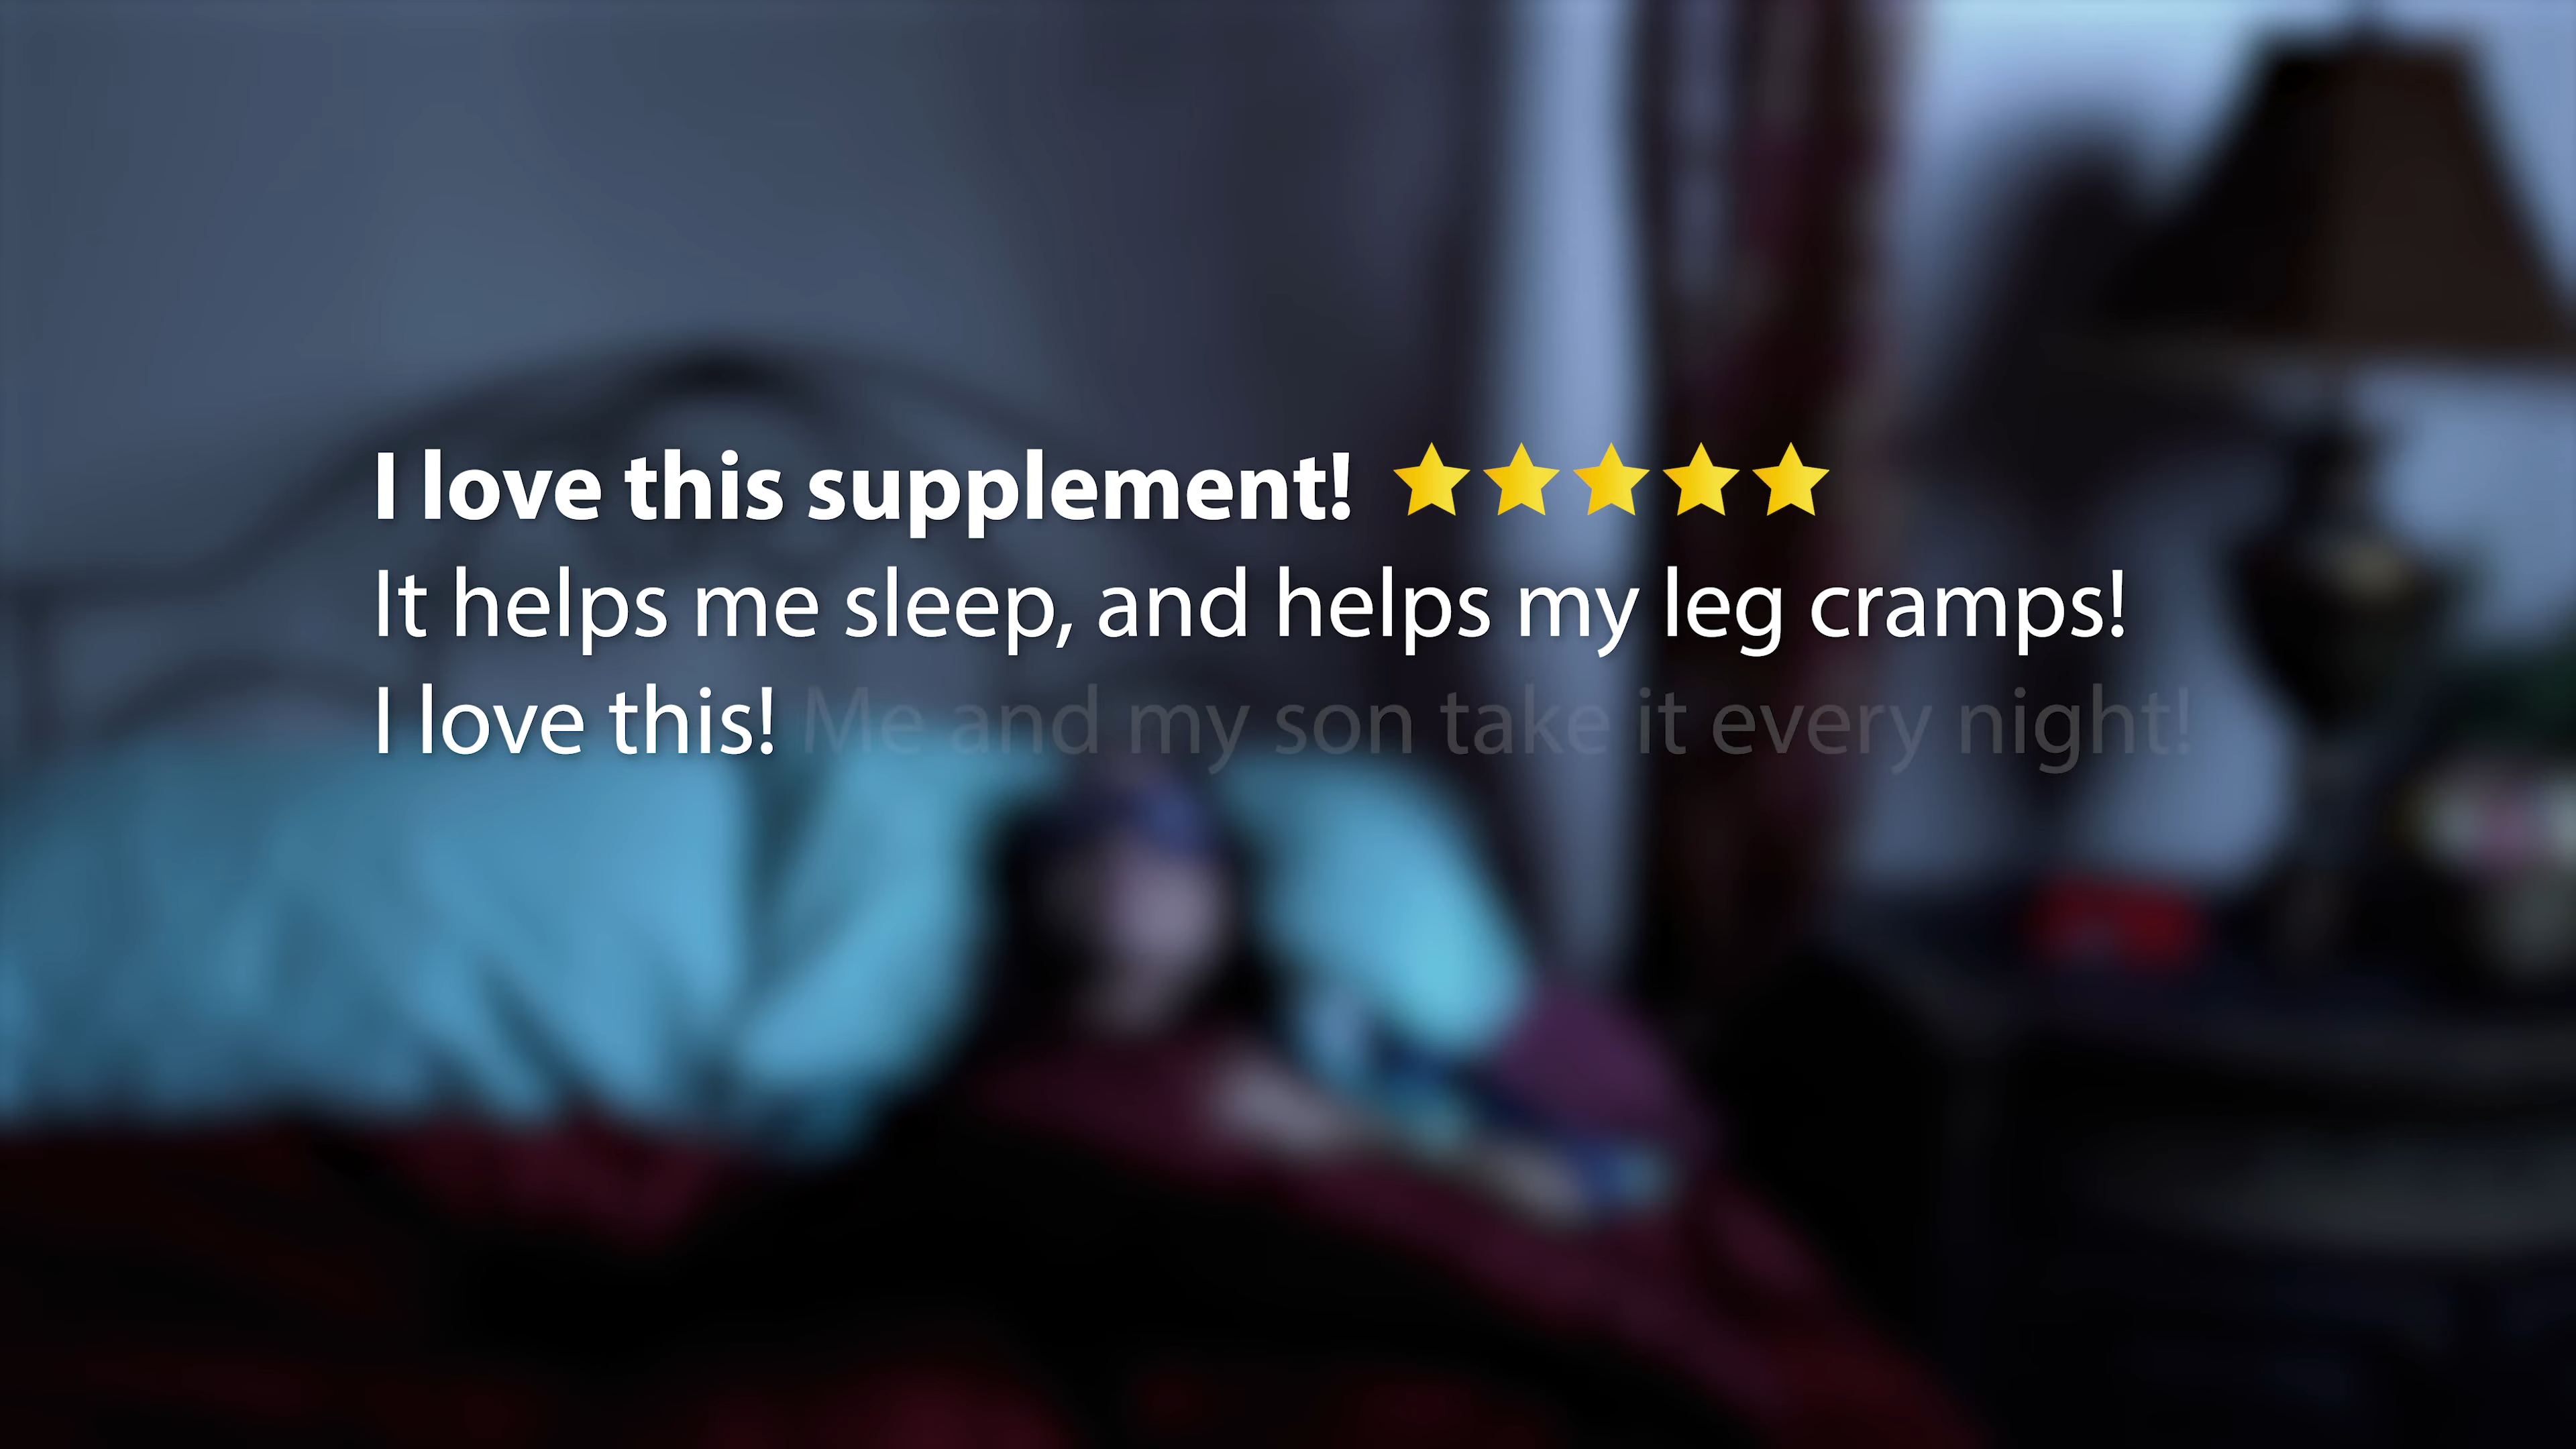 I love this supplement! ★★★★★
It helps me sleep, and helps my leg cramps!
I love this! Me and my son take it every night!